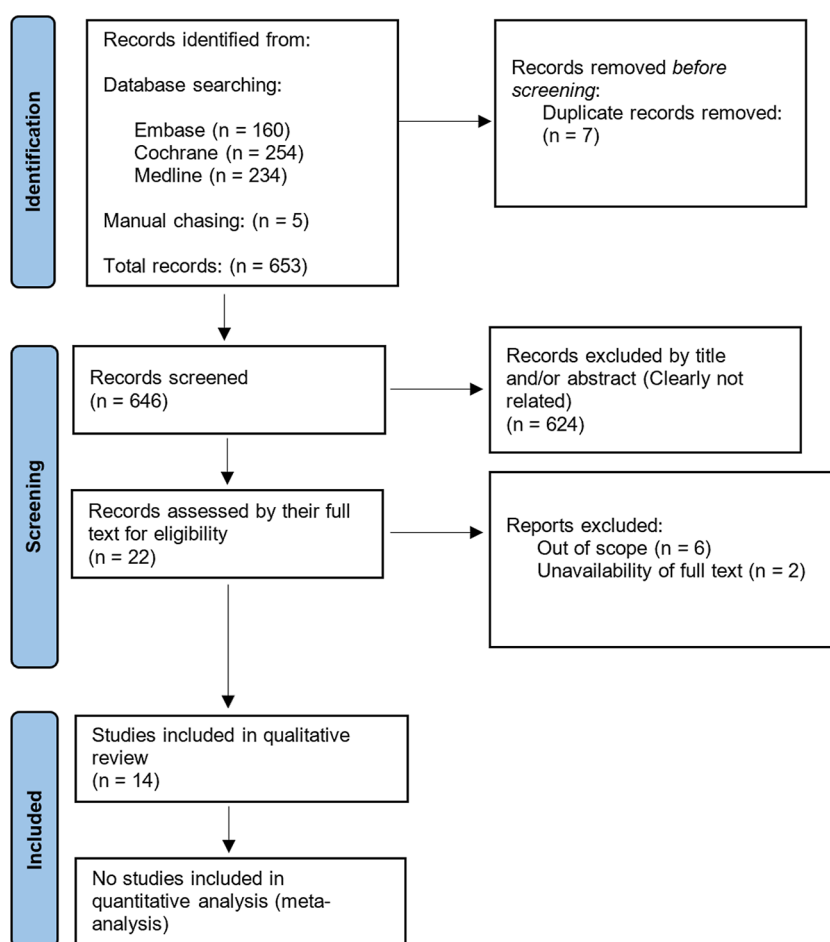 Identification
Records identified from:
Database searching:
Embase (n = 160)
Cochrane (n = 254)
Medline (n = 234)
Manual chasing: (n = 5)
Total records: (n = 653)
Records removed before
screening:
Duplicate records removed:
(n = 7)
Screening
Records screened
(n = 646)
Records excluded by title
and/or abstract (Clearly not
related)
(n = 624)
Records assessed by their full
text for eligibility
(n = 22)
Reports excluded:
Out of scope (n = 6)
Unavailability of full text (n = 2)
Included
Studies included in qualitative
review
(n = 14)
No studies included in
quantitative analysis (meta-
analysis)